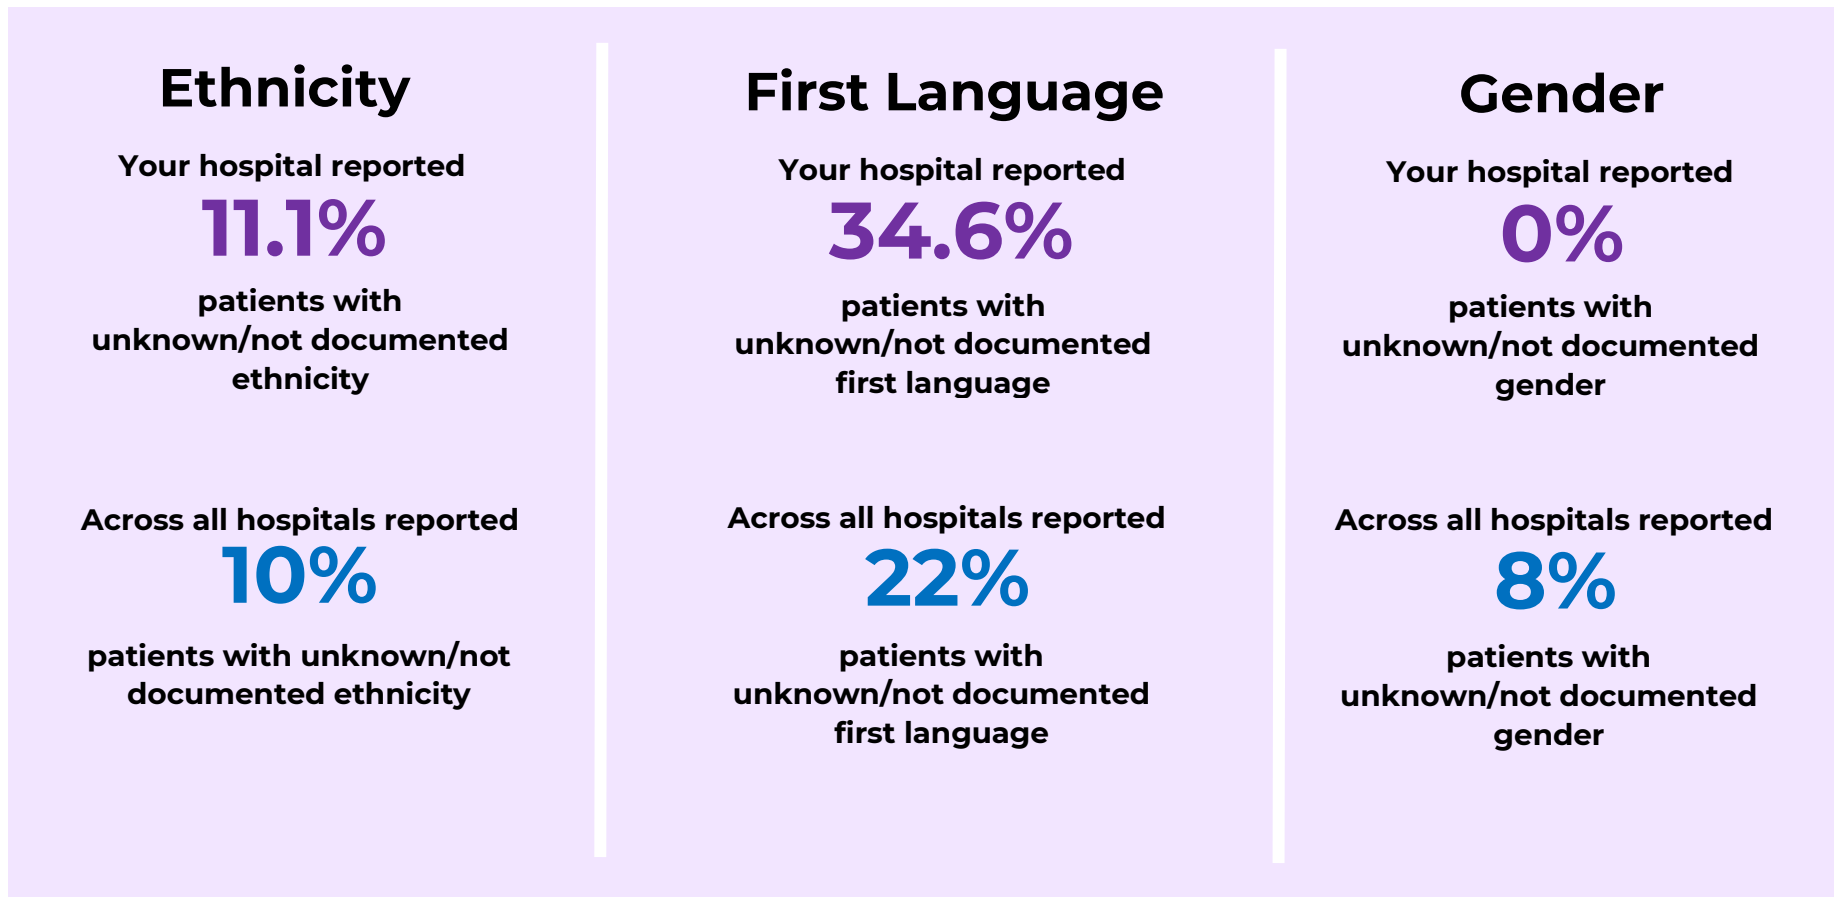 Ethnicity
Your hospital reported
11.1%
patients with
unknown/not documented
ethnicity
Across all hospitals reported
10%
patients with unknown/not
documented ethnicity
First Language
Your hospital reported
34.6%
patients with
unknown/not documented
first language
Across all hospitals reported
22%
patients with
unknown/not documented
first language
Gender
Your hospital reported
0%
patients with
unknown/not documented
gender
Across all hospitals reported
8%
patients with
unknown/not documented
gender